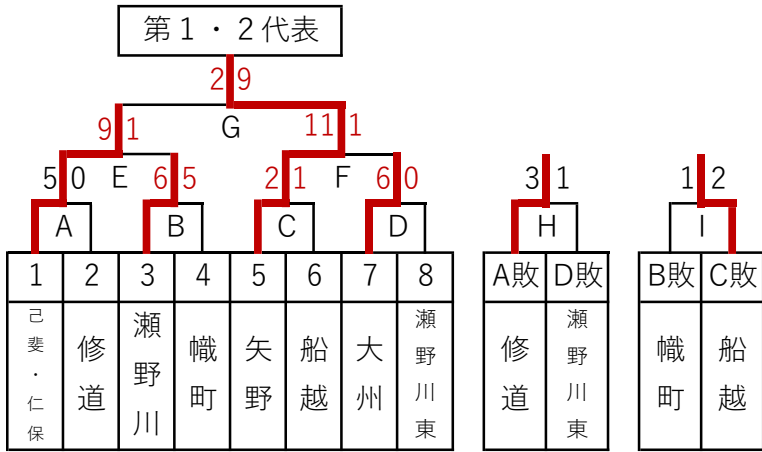 第1・2代表
2 9
G
9 1 11 1
5 0 E 6 5 2 1 F 6 0 3 1 1 2
A B C D H I
1 2 3 4 5 6 7 8 A敗 D敗 B敗 C敗
己斐・仁保
修道
瀬野川
幟町
矢野
船越
大州
瀬野川東
修道
瀬野川東
幟町
船越